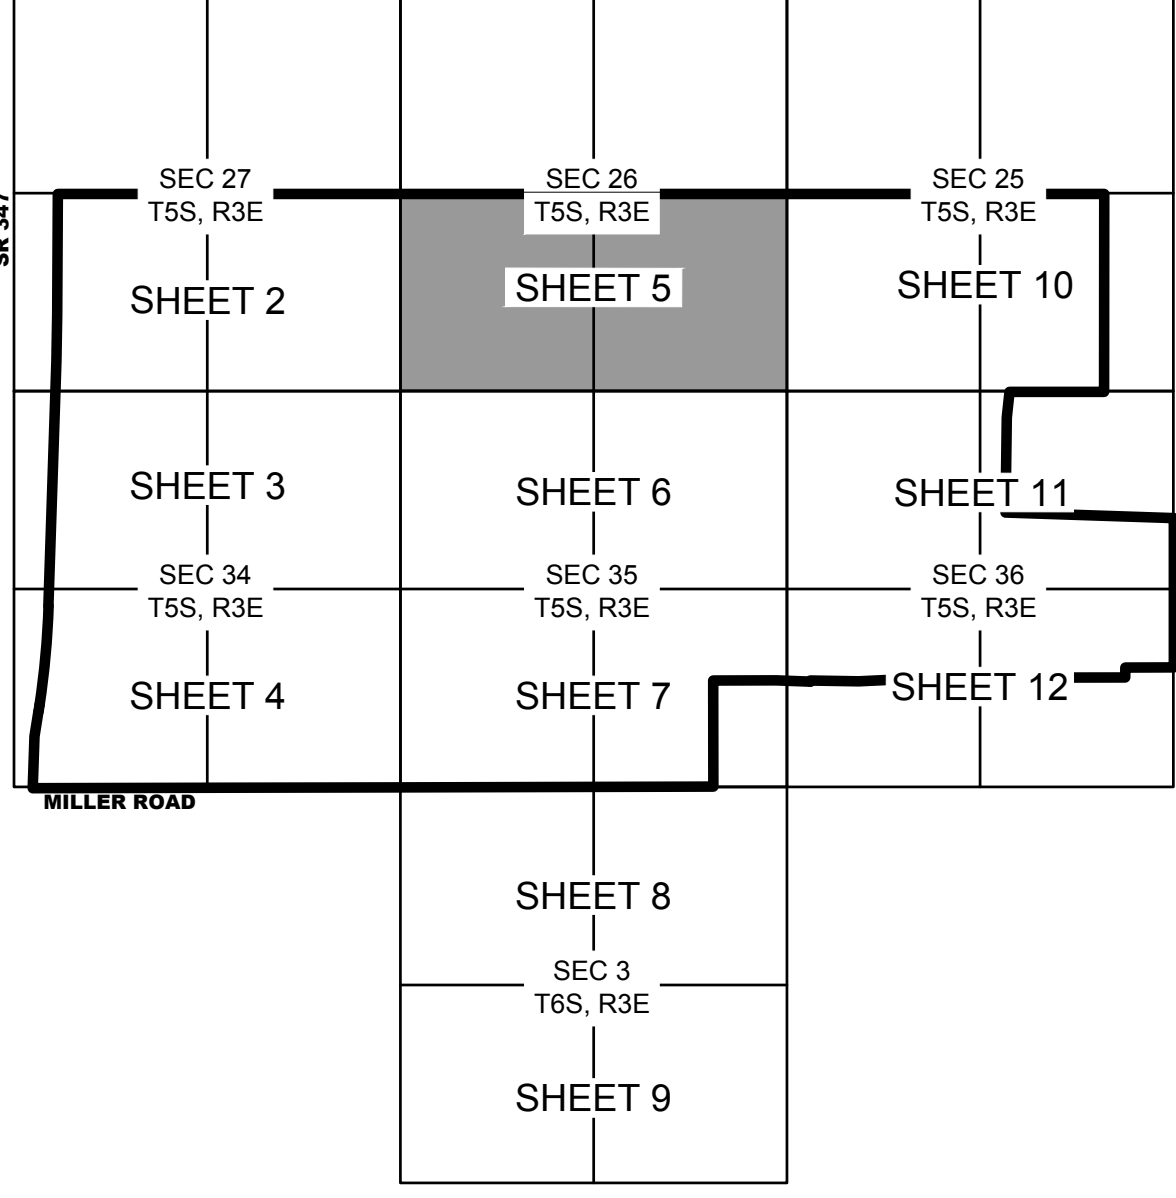 SEC 27
T5S, R3E
SEC 26
T5S, R3E
SEC 25
T5S, R3E
SR 347
SHEET 2
SHEET 5
SHEET 10
SHEET 3
SHEET 6
SHEET 11
SEC 34
T5S, R3E
SEC 35
T5S, R3E
SEC 36
T5S, R3E
SHEET 4
SHEET 7
SHEET 12
MILLER ROAD
SHEET 8
SEC 3
T6S, R3E
SHEET 9